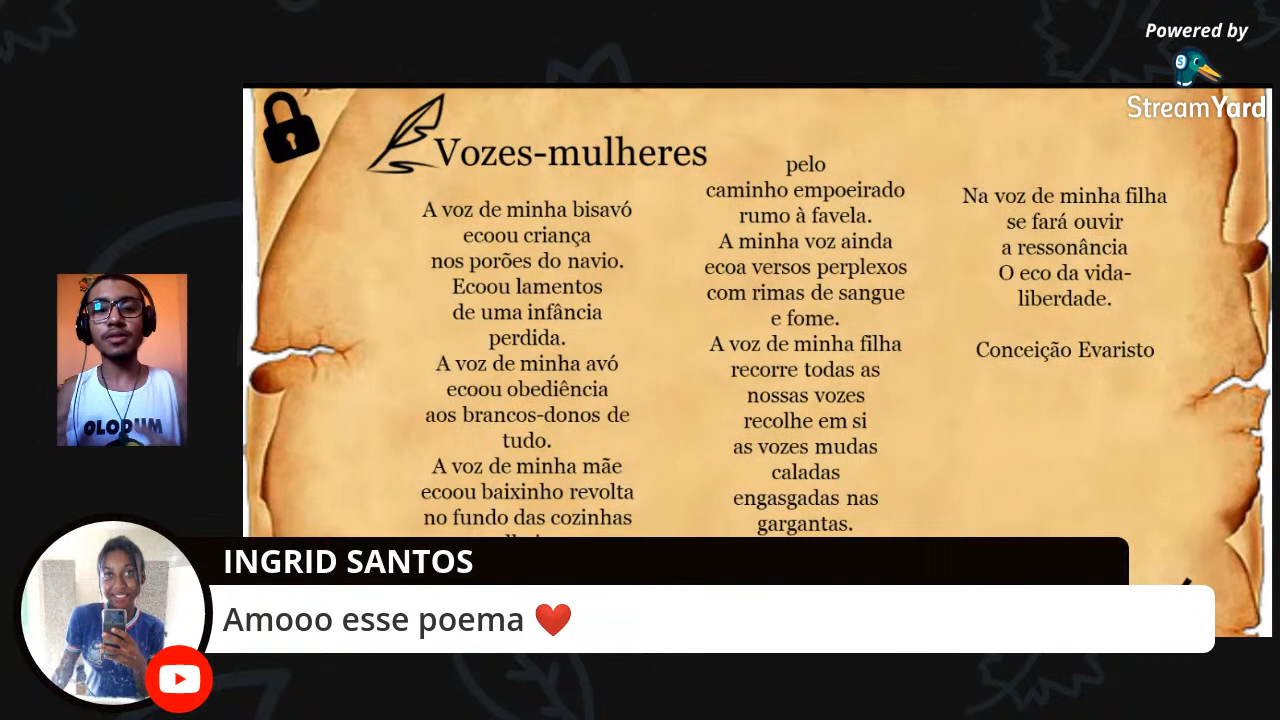 Powered by
StreamYard
Vozes-mulheres
A voz de minha bisavó
ecoou criança
nos porões do navio.
Ecoou lamentos
de uma infância
perdida.
A voz de minha avó
ecoou obediência
aos brancos-donos de
tudo.
A voz de minha mãe
ecoou baixinho revolta
no fundo das cozinhas
pelo
caminho empoeirado
rumo à favela.
A minha voz ainda
ecoa versos perplexos
com rimas de sangue
e fome.
A voz de minha filha
recorre todas as
nossas vozes
recolhe em si
as vozes mudas
caladas
engasgadas nas
gargantas.
Na voz de minha filha
se fará ouvir
a ressonância
O eco da vida-
liberdade.
Conceição Evaristo
OLODUM
INGRID SANTOS
Amooo esse poema ❤️